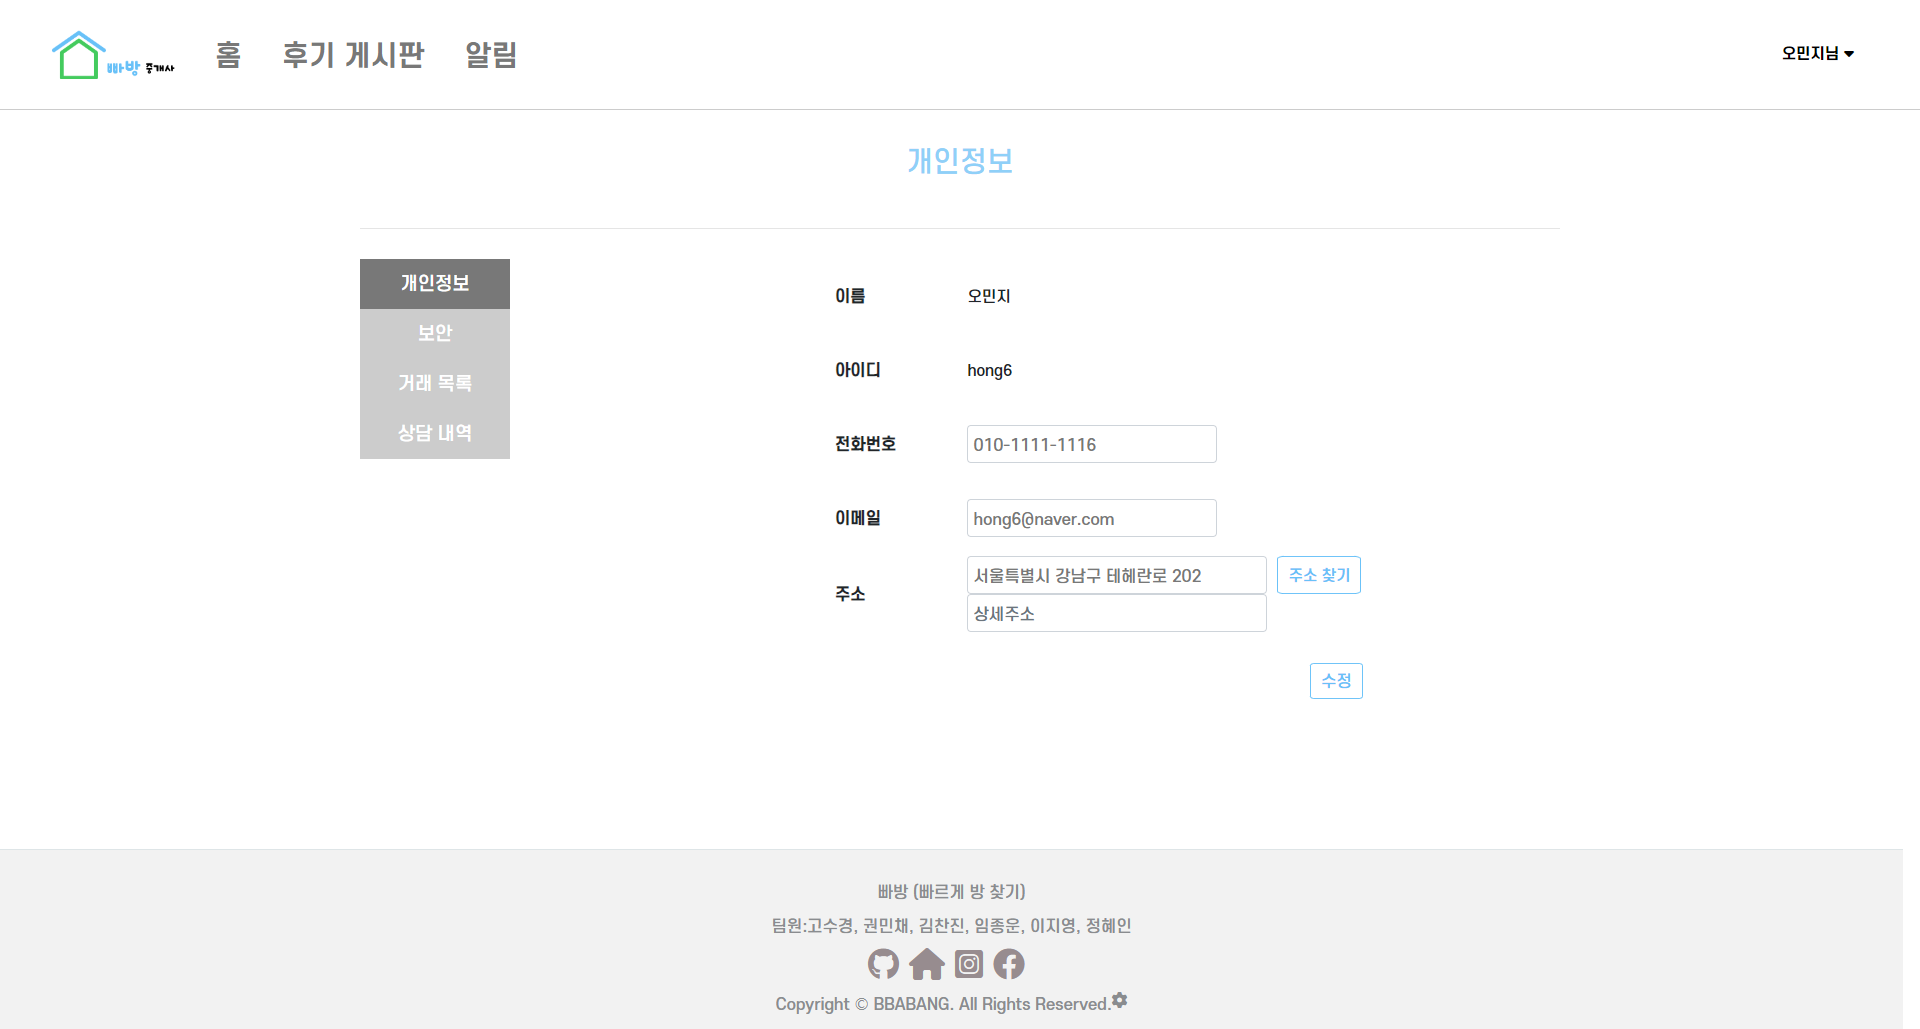 빠방 중개사 홈 후기 게시판 알림 오민지님
개인정보
개인정보
보안
거래 목록
상담 내역
이름 오민지
아이디 hong6
전화번호 010-1111-1116
이메일 hong6@naver.com
주소 서울특별시 강남구 테헤란로 202 주소 찾기
상세주소
수정
빠방 (빠르게 방 찾기)
팀원:고수경, 권민채, 김찬진, 임종운, 이지영, 정혜인
Copyright © BBABANG. All Rights Reserved.